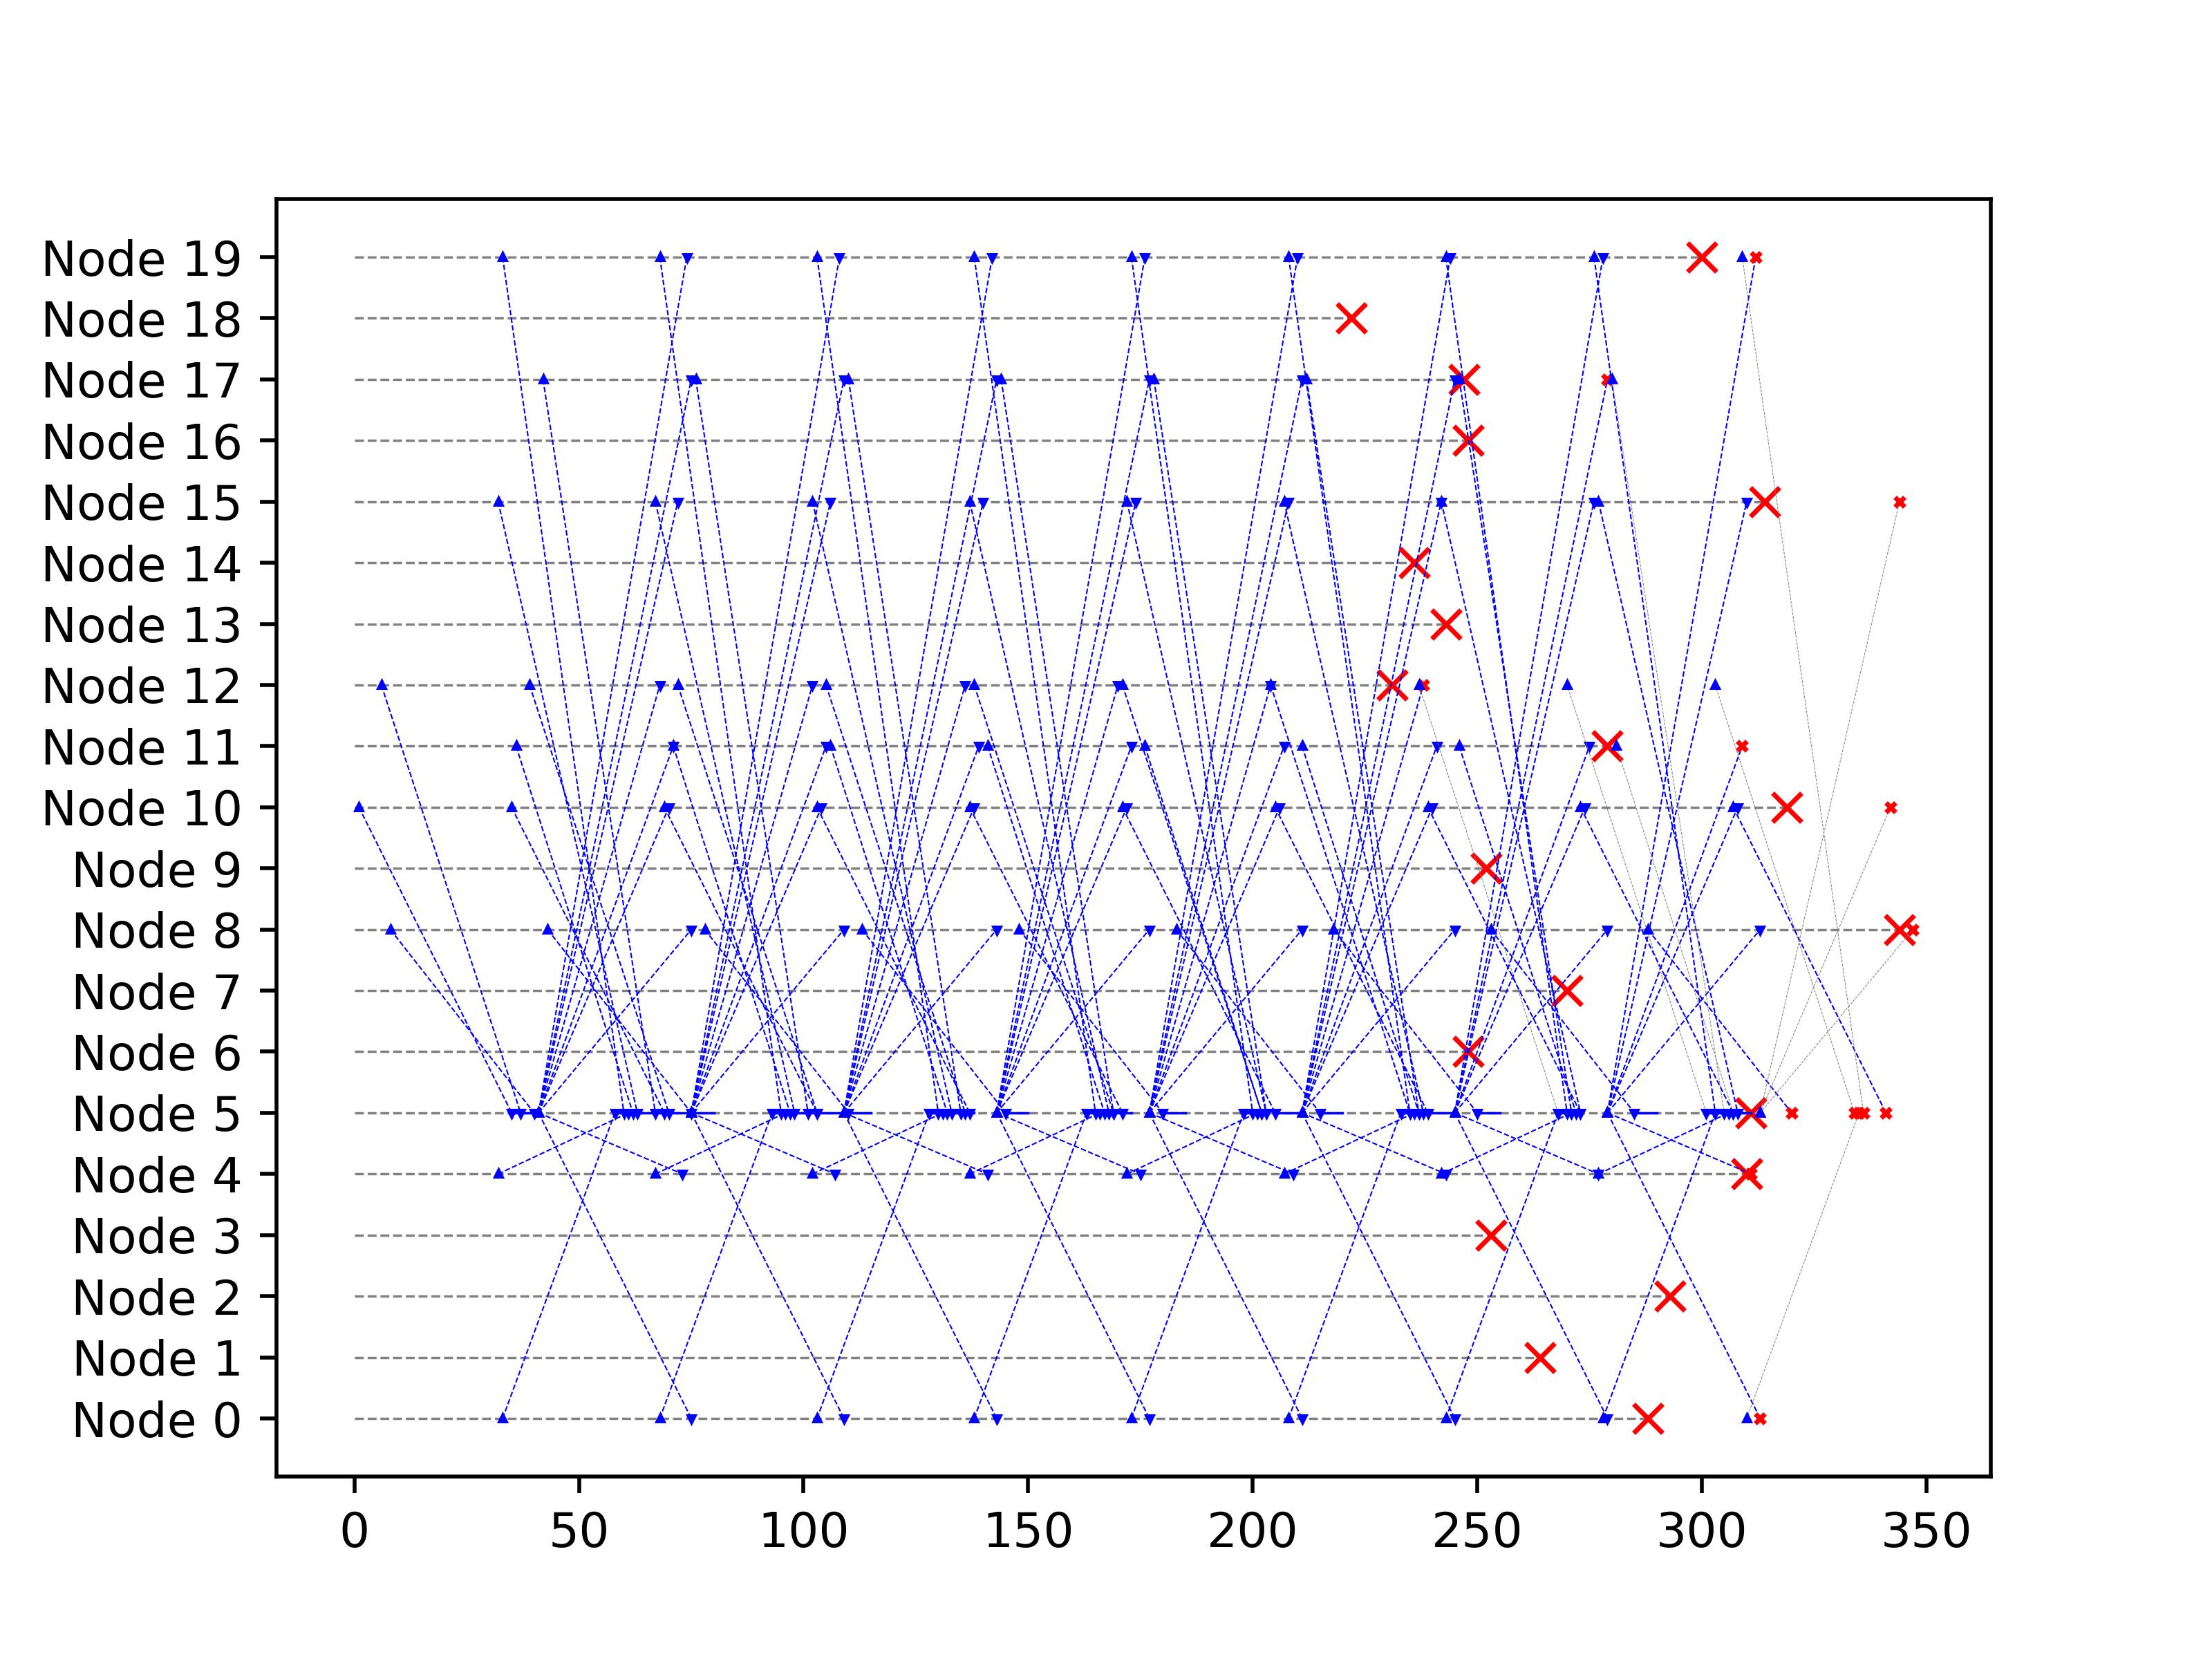 Node 19
Node 18
Node 17
Node 16
Node 15
Node 14
Node 13
Node 12
Node 11
Node 10
Node 9
Node 8
Node 7
Node 6
Node 5
Node 4
Node 3
Node 2
Node 1
Node 0
0 50 100 150 200 250 300 350